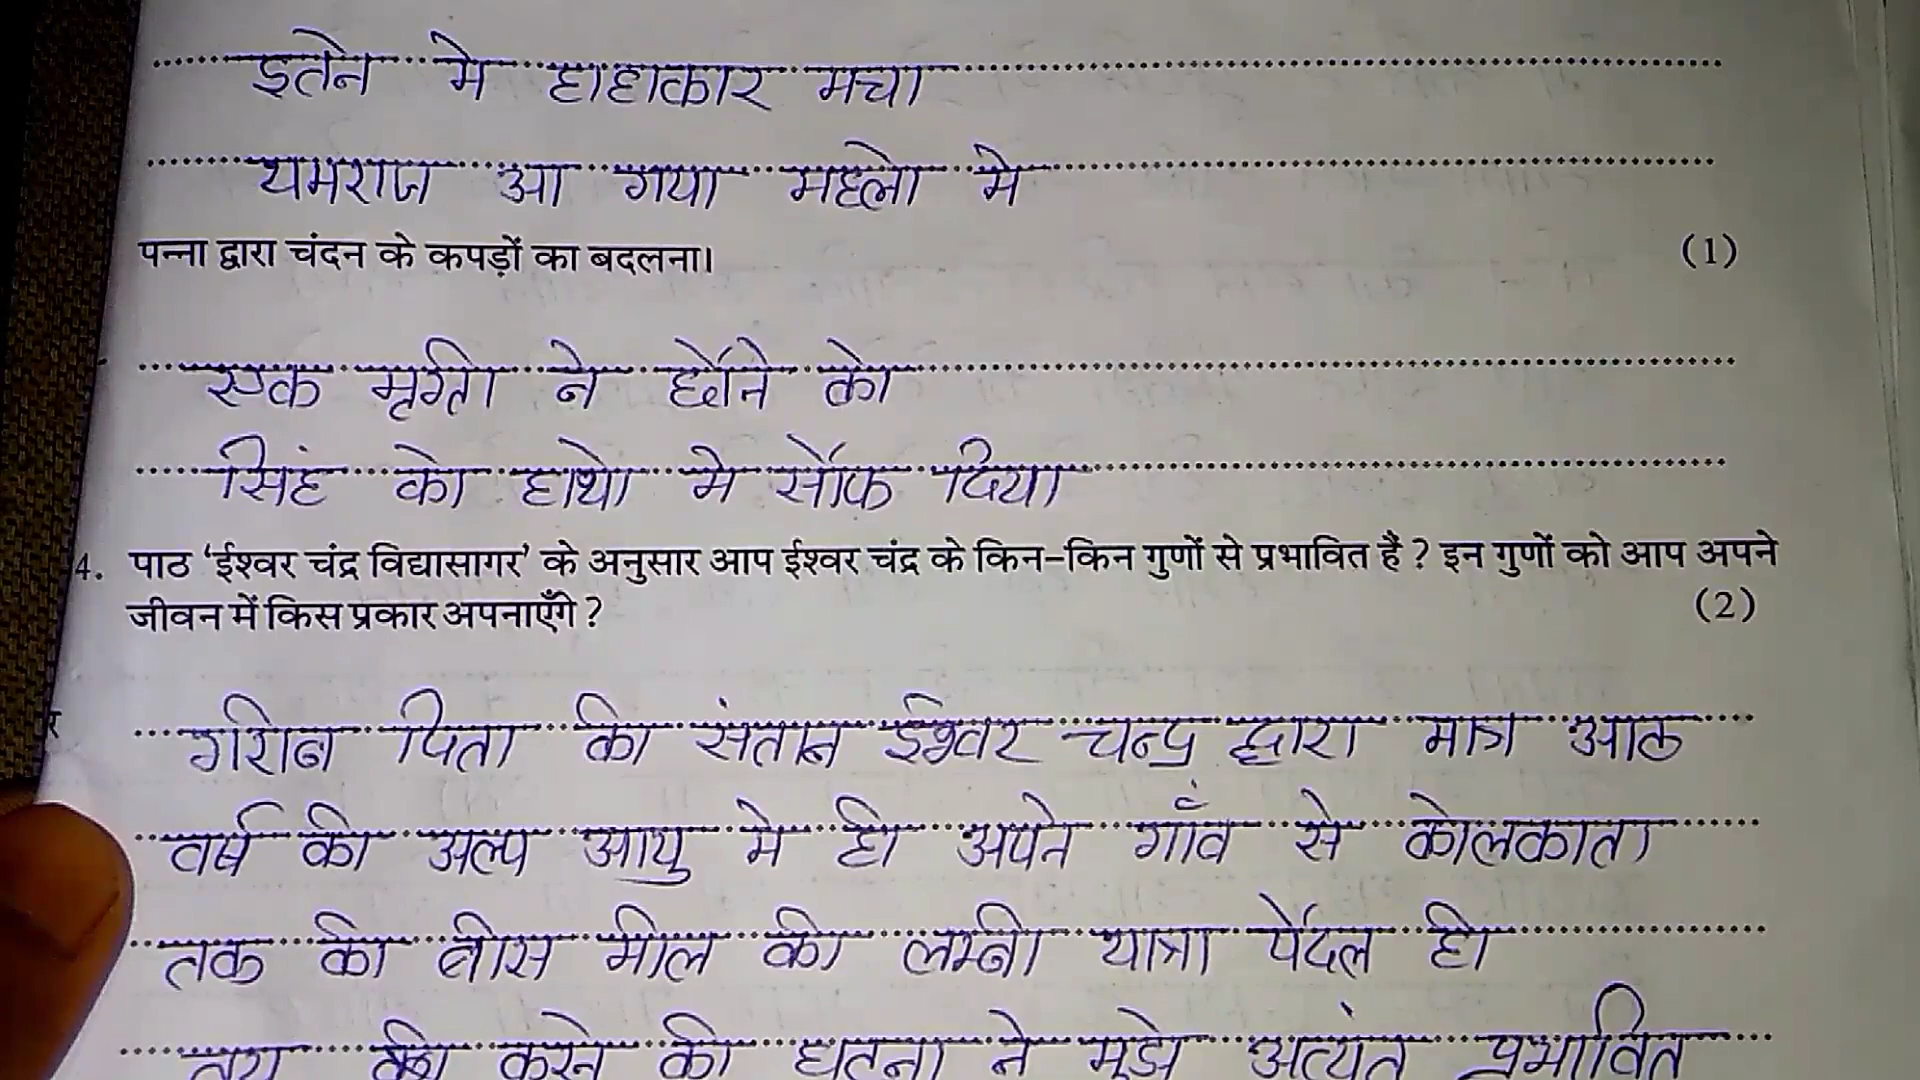 इतने मे हाहाकार मचा
यमराज आ गया महलो मे
पन्ना द्वारा चंदन के कपड़ों का बदलना। (1)
एक मृगी ने छौने को
सिहं को हाथो मे सौंफ दिया
4. पाठ 'ईश्वर चंद्र विद्यासागर' के अनुसार आप ईश्वर चंद्र के किन-किन गुणों से प्रभावित हैं ? इन गुणों को आप अपने
जीवन में किस प्रकार अपनाएँगे ? (2)
गरीब पिता की संतान ईश्वर चन्द्र द्वारा मात्र आठ
वर्ष की अल्प आयु मे ही अपने गाँव से कोलकाता
तक की बीस मील की लम्बी यात्रा पैदल ही
तय करने की घटना ने मुझे अत्यंत प्रभावित